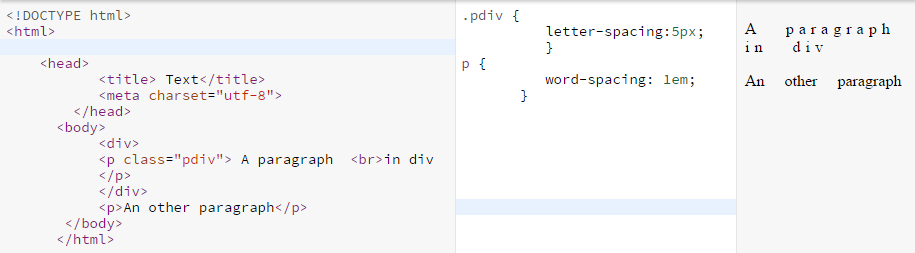 <!DOCTYPE html>
<html>
<head>
<title> Text</title>
<meta charset="utf-8">
</head>
<body>
<div>
<p class="pdiv"> A paragraph  <br>in div
</p>
</div>
<p>An other paragraph</p>
</body>
</html>
.pdiv {
letter-spacing:5px;
}
p {
word-spacing: 1em;
}
A paragraph
in div
An other paragraph